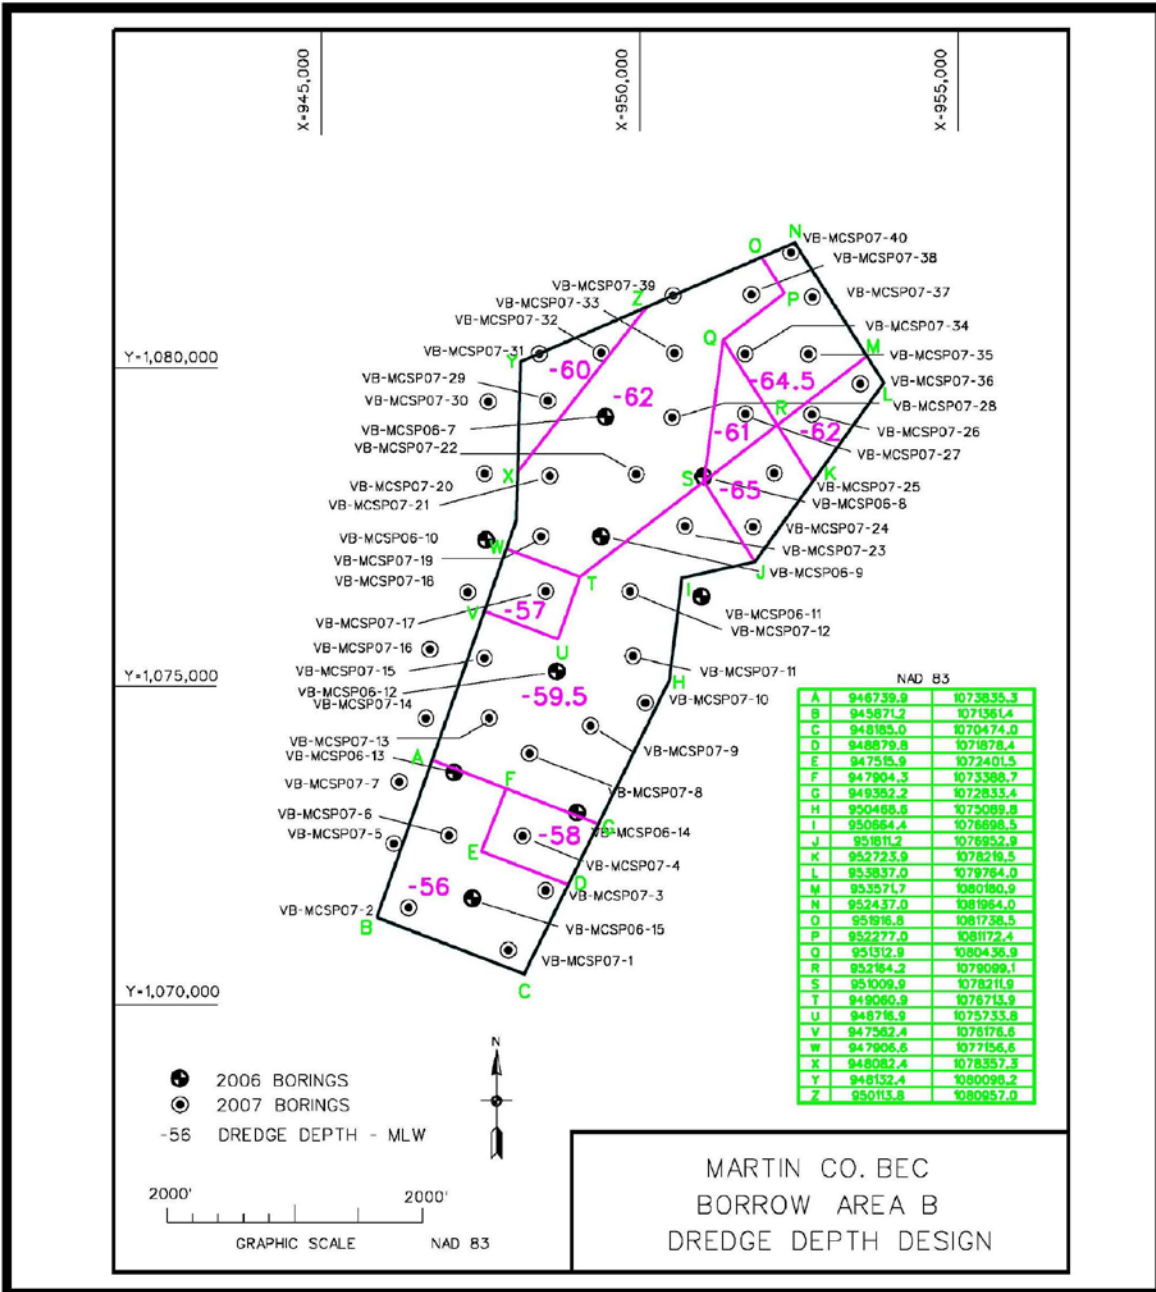 X=945,000
X=950,000
X=955,000
N
VB-MCSP07-40
O
VB-MCSP07-38
VB-MCSP07-39
P
VB-MCSP07-37
Z
VB-MCSP07-33
VB-MCSP07-32
VB-MCSP07-34
Q
M
VB-MCSP07-31
VB-MCSP07-35
Y=1,080,000
Y
-60
-64.5
VB-MCSP07-29
VB-MCSP07-36
L
VB-MCSP07-30
-62
VB-MCSP07-28
R
VB-MCSP06-7
-61
-62
VB-MCSP07-26
VB-MCSP07-22
VB-MCSP07-27
X
S
K
VB-MCSP07-20
VB-MCSP07-25
-65
VB-MCSP07-21
VB-MCSP06-8
VB-MCSP07-24
VB-MCSP06-10
W
VB-MCSP07-23
VB-MCSP07-19
J
VB-MCSP07-18
T
VB-MCSP06-9
I
V
-57
VB-MCSP06-11
VB-MCSP07-17
VB-MCSP07-12
VB-MCSP07-16
U
VB-MCSP07-15
VB-MCSP07-11
H
Y=1,075,000
VB-MCSP06-12
-59.5
VB-MCSP07-10
VB-MCSP07-14
VB-MCSP07-13
VB-MCSP07-9
VB-MCSP06-13
A
VB-MCSP07-7
F
VB-MCSP07-8
VB-MCSP07-6
G
VB-MCSP06-14
VB-MCSP07-5
-58
E
VB-MCSP07-4
D
-56
VB-MCSP07-3
VB-MCSP07-2
B
VB-MCSP06-15
VB-MCSP07-1
C
Y=1,070,000
NAD 83
A 946739.9 1073835.3
B 945871.2 1071361.4
C 948185.0 1070474.0
D 948879.8 1071878.4
E 947515.9 1072401.5
F 947904.3 1073388.7
G 949362.2 1072833.4
H 950468.6 1075089.8
I 950664.4 1076698.5
J 951811.2 1076952.9
K 952723.9 1078219.5
L 953837.0 1079764.0
M 953571.7 1080180.9
N 952437.0 1081964.0
O 951916.8 1081738.5
P 952277.0 1081172.4
Q 951312.9 1080436.9
R 952164.2 1079099.1
S 951009.9 1078211.9
T 949060.9 1076713.9
U 948716.9 1075733.8
V 947562.4 1076176.6
W 947906.6 1077156.6
X 948082.4 1078357.3
Y 948132.4 1080098.2
Z 950113.8 1080957.0
N
2006 BORINGS
2007 BORINGS
-56 DREDGE DEPTH - MLW
2000' 2000'
GRAPHIC SCALE NAD 83
MARTIN CO. BEC
BORROW AREA B
DREDGE DEPTH DESIGN